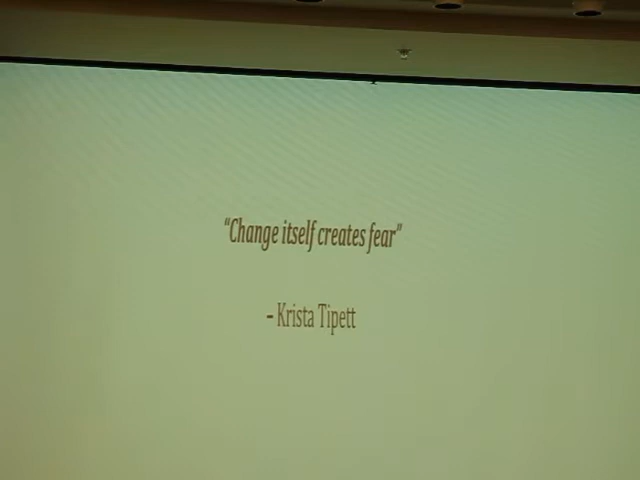 “Change itself creates fear”
– Krista Tipett